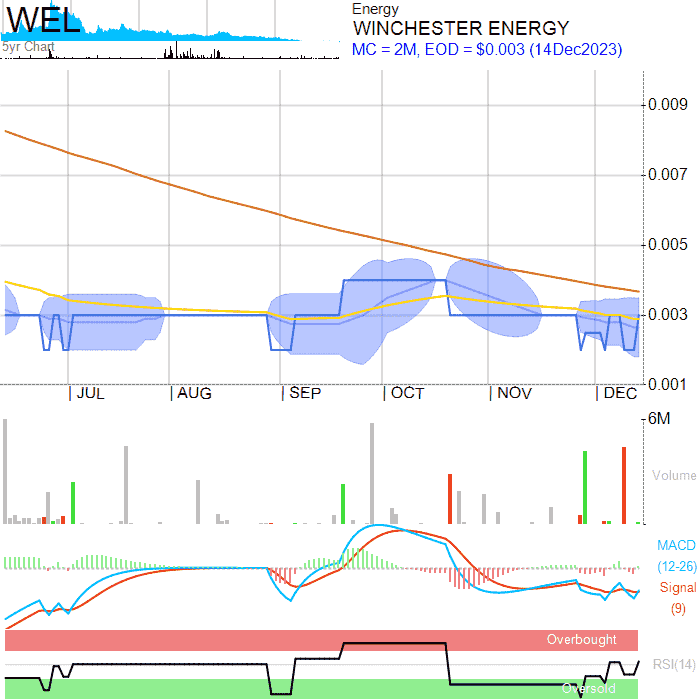 WEL
5yr Chart
Energy
WINCHESTER ENERGY
MC = 2M, EOD = $0.003 (14Dec2023)
0.009
0.007
0.005
0.003
0.001
JUL AUG SEP OCT NOV DEC
6M
Volume
MACD
(12-26)
Signal
(9)
Overbought
RSI(14)
Oversold